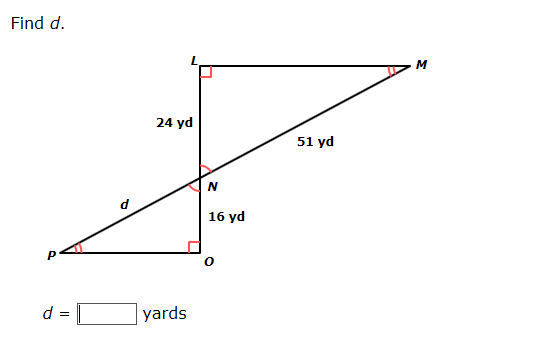 Find d.
L
M
24 yd
51 yd
N
d
16 yd
P
O
d = yards